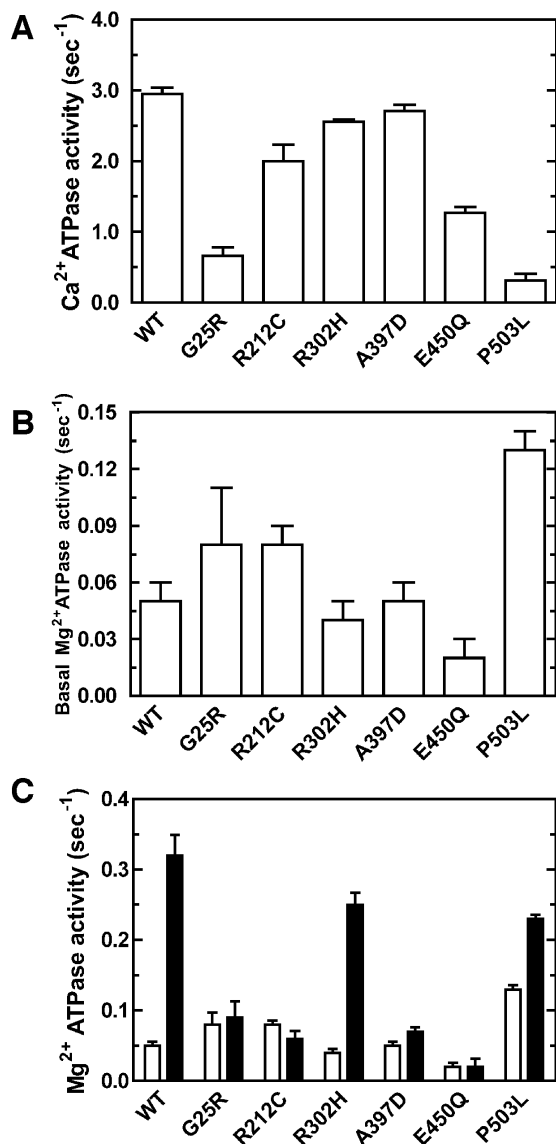 A
Ca2+ATPase activity (sec-1)
4.0
3.0
2.0
1.0
0.0
WT
G25R
R212C
R302H
A397D
E450Q
P503L
B
Basal Mg2+ATPase activity (sec-1)
0.15
0.12
0.09
0.06
0.03
0.00
WT
G25R
R212C
R302H
A397D
E450Q
P503L
C
Mg2+ ATPase activity (sec-1)
0.4
0.3
0.2
0.1
0.0
WT
G25R
R212C
R302H
A397D
E450Q
P503L